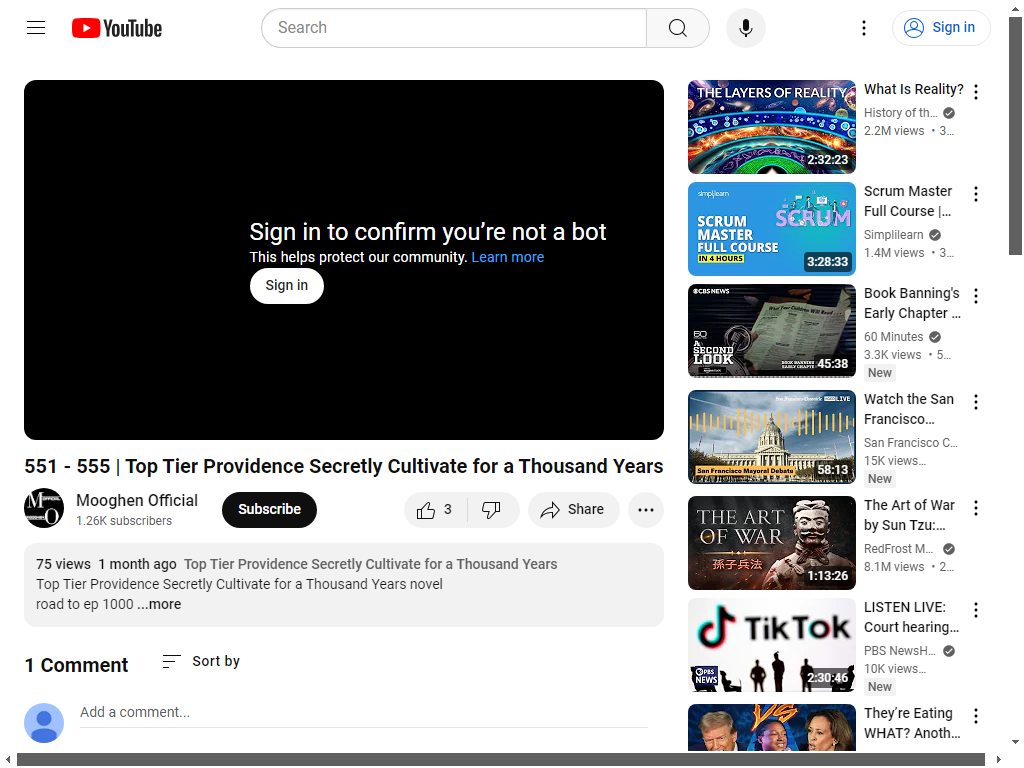 YouTube
Search
Sign in
Sign in to confirm you’re not a bot
This helps protect our community. Learn more
Sign in
551 - 555 | Top Tier Providence Secretly Cultivate for a Thousand Years
Mooghen Official
1.26K subscribers
Subscribe
3
Share
75 views 1 month ago Top Tier Providence Secretly Cultivate for a Thousand Years
Top Tier Providence Secretly Cultivate for a Thousand Years novel
road to ep 1000 ...more
1 Comment
Sort by
Add a comment...
THE LAYERS OF REALITY
2:32:23
What Is Reality?
History of th...
2.2M views • 3...
simplilearn
SCRUM
SCRUM
MASTER
FULL COURSE
IN 4 HOURS
3:28:33
Scrum Master
Full Course |...
Simplilearn
1.4M views • 3...
CBS NEWS
60
A
SECOND
LOOK
45:38
Book Banning's
Early Chapter ...
60 Minutes
3.3K views • 5...
New
LIVE
San Francisco Mayoral Debate
58:13
Watch the San
Francisco...
San Francisco C...
15K views...
New
THE ART
OF WAR
孫子兵法
1:13:26
The Art of War
by Sun Tzu:...
RedFrost M...
8.1M views • 2...
TikTok
PBS
NEWS
2:30:46
LISTEN LIVE:
Court hearing...
PBS NewsH...
10K views...
New
VS
They’re Eating
WHAT? Anoth...